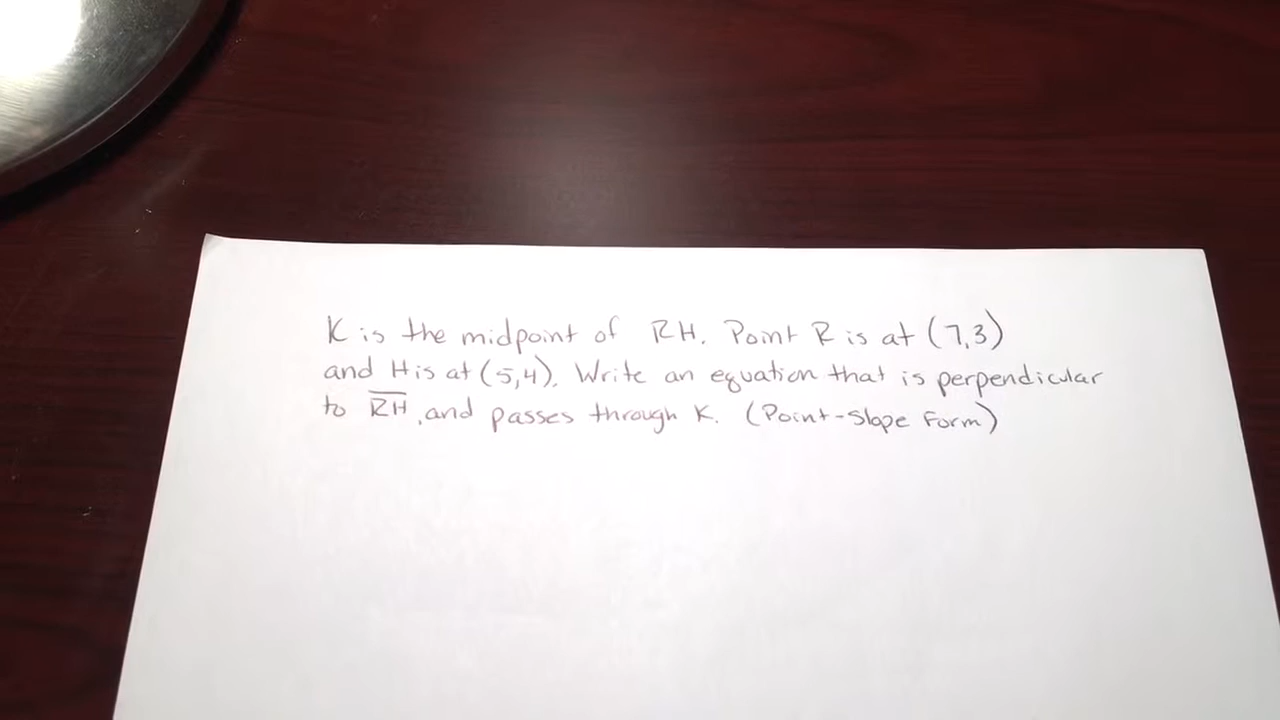 K is the midpoint of RH. Point R is at (7,3)
and H is at (5,4). Write an equation that is perpendicular
to R̅H̅, and passes through K. (Point-Slope Form)